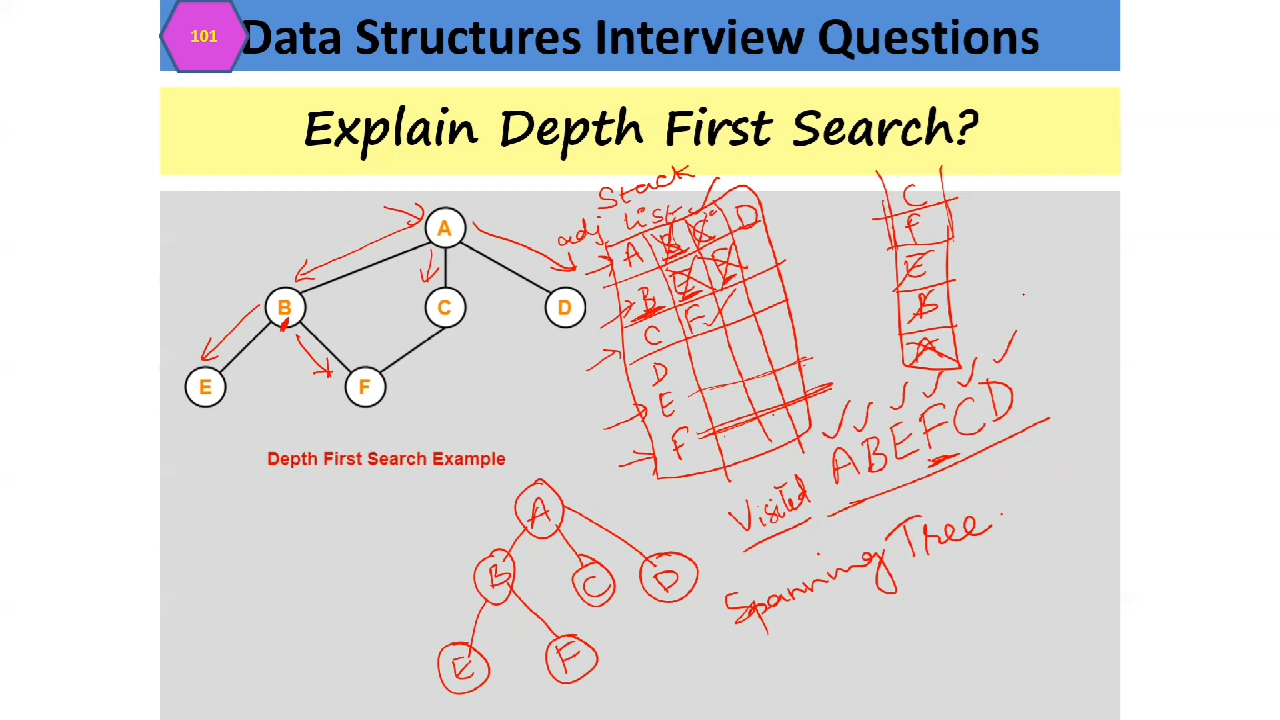 101
Data Structures Interview Questions
Explain Depth First Search?
A
B
C
D
E
F
Depth First Search Example
Stack
adj list
A B C D
B E F
C F
D
E
F
C
F
E
B
A
Visited
A B E F C D
Spanning Tree.
A
B
C
D
E
F